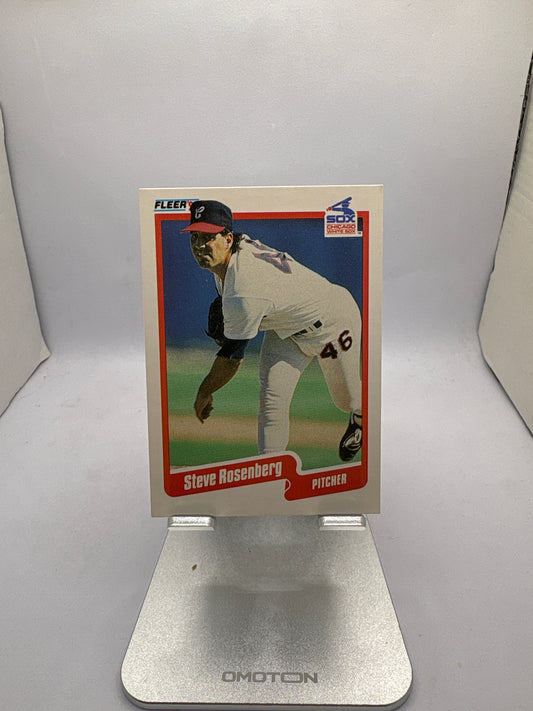 FLEER
SOX
CHICAGO
WHITE SOX
C
46
Steve Rosenberg
PITCHER
OMOTON